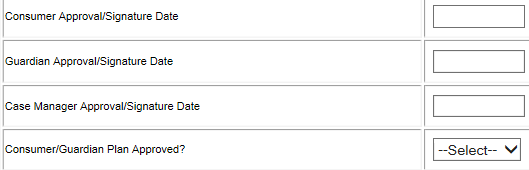 Consumer Approval/Signature Date
Guardian Approval/Signature Date
Case Manager Approval/Signature Date
Consumer/Guardian Plan Approved? --Select--